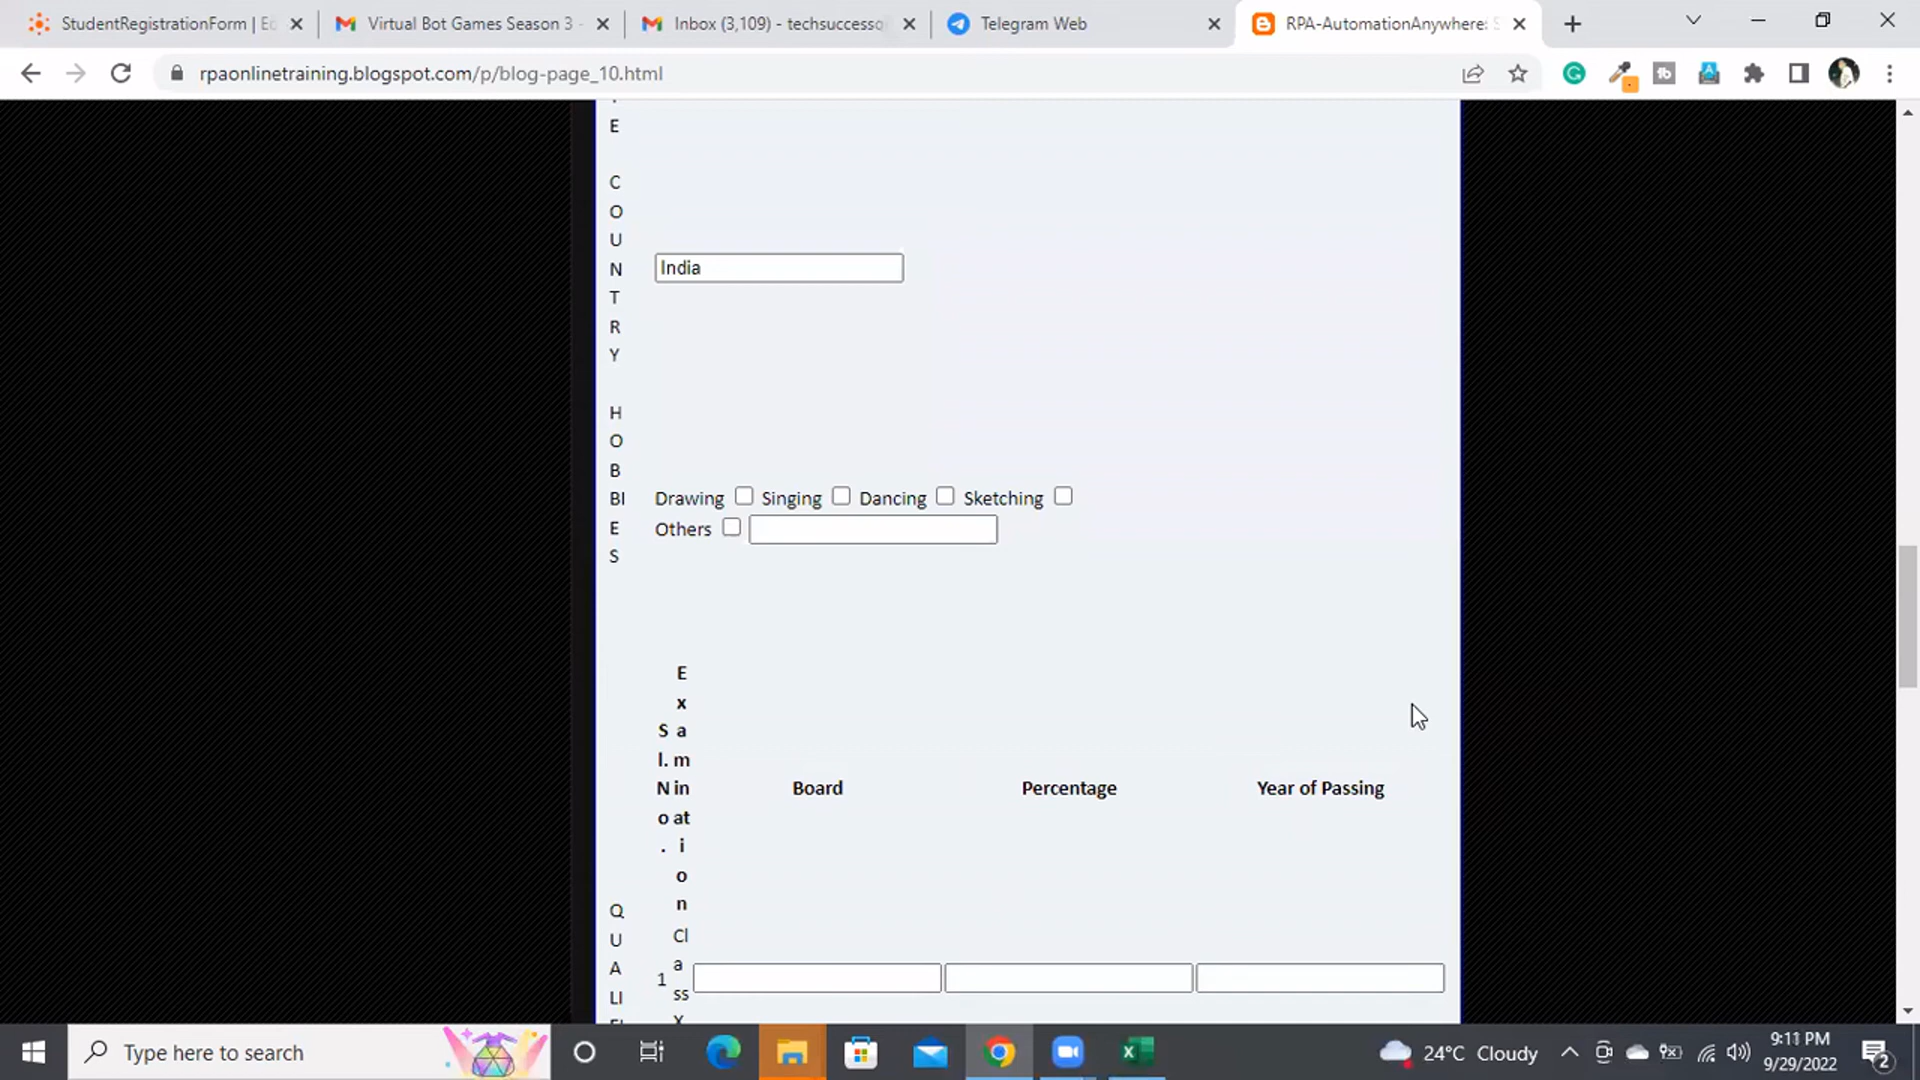 StudentRegistrationForm | Ec
Virtual Bot Games Season 3 -
Inbox (3,109) - techsuccesso
Telegram Web
RPA-AutomationAnywhere: S
rpaonlinetraining.blogspot.com/p/blog-page_10.html
E
C
O
U
N
T
R
Y
India
H
O
B
BI
E
S
Drawing Singing Dancing Sketching
Others
E
x
S a
l. m
N in
o at
. i
o
n
Board Percentage Year of Passing
Q
U
A
LI
1
Cl
a
ss
X
Type here to search
24°C Cloudy
9:11 PM
9/29/2022
2